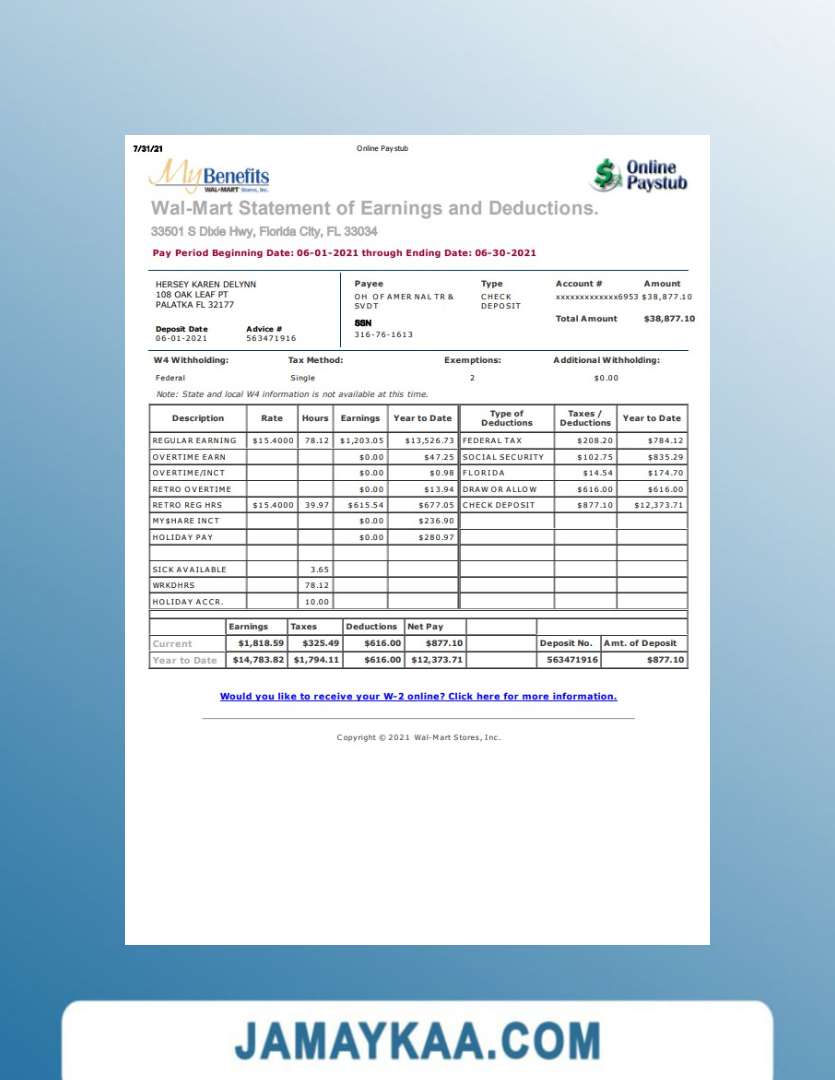 7/31/21 Online Paystub
MyBenefits
WAL★MART Stores, Inc.
Online
Paystub
Wal-Mart Statement of Earnings and Deductions.
33501 S Dixie Hwy, Florida City, FL 33034
Pay Period Beginning Date: 06-01-2021 through Ending Date: 06-30-2021
HERSEY KAREN DELYNN
108 OAK LEAF PT
PALATKA FL 32177
Deposit Date Advice #
06-01-2021 563471916
Payee Type Account # Amount
OH OF AMER NAL TR & CHECK xxxxxxxxxxxxx6953 $38,877.10
SVDT DEPOSIT
Total Amount $38,877.10
SSN
316-76-1613
W4 Withholding: Tax Method: Exemptions: Additional Withholding:
Federal Single 2 $0.00
Note: State and local W4 information is not available at this time.
Description Rate Hours Earnings Year to Date Type of Deductions Taxes / Deductions Year to Date
REGULAR EARNING $15.4000 78.12 $1,203.05 $13,526.73 FEDERAL TAX $208.20 $784.12
OVERTIME EARN $0.00 $47.25 SOCIAL SECURITY $102.75 $835.29
OVERTIME/INCT $0.00 $0.98 FLORIDA $14.54 $174.70
RETRO OVERTIME $0.00 $13.94 DRAW OR ALLOW $616.00 $616.00
RETRO REG HRS $15.4000 39.97 $615.54 $677.05 CHECK DEPOSIT $877.10 $12,373.71
MY$HARE INCT $0.00 $236.90
HOLIDAY PAY $0.00 $280.97
SICK AVAILABLE 3.65
WRKDHRS 78.12
HOLIDAY ACCR. 10.00
Earnings Taxes Deductions Net Pay
Current $1,818.59 $325.49 $616.00 $877.10 Deposit No. Amt. of Deposit
Year to Date $14,783.82 $1,794.11 $616.00 $12,373.71 563471916 $877.10
Would you like to receive your W-2 online? Click here for more information.
Copyright © 2021 Wal-Mart Stores, Inc.
JAMAYKAA.COM